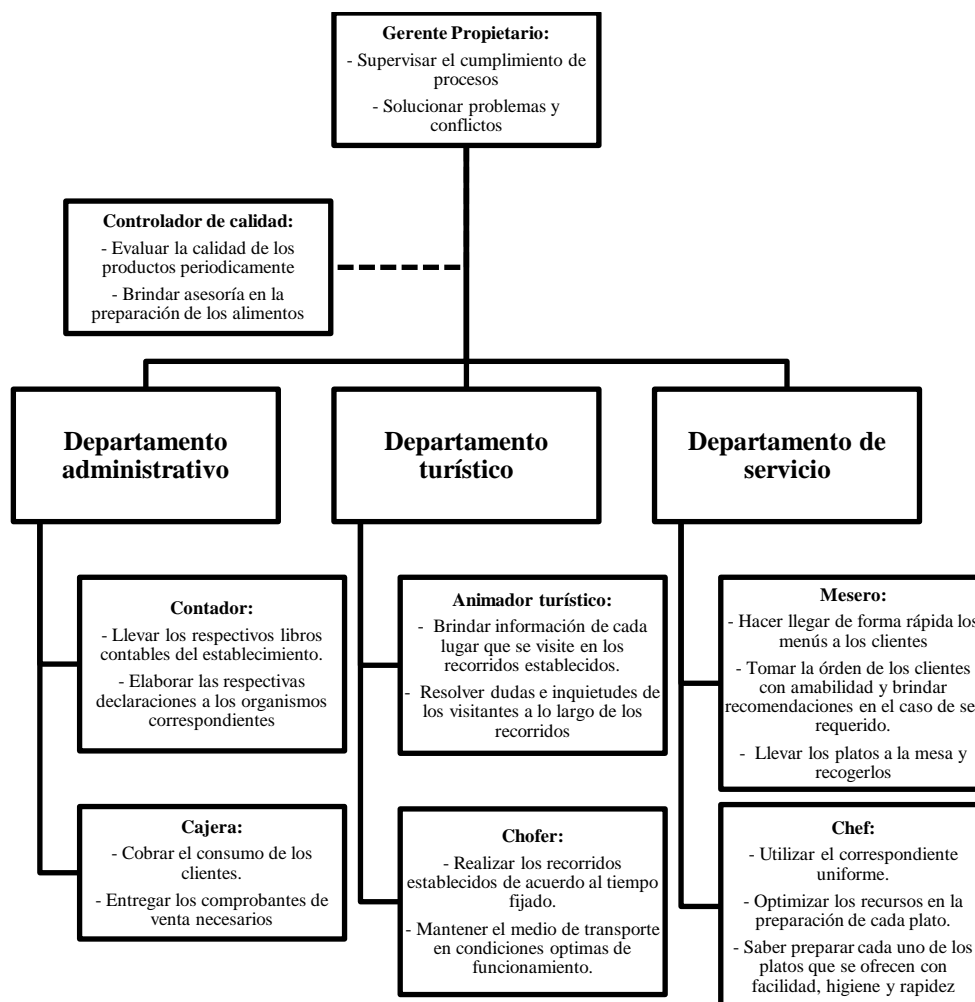 Gerente Propietario:
- Supervisar el cumplimiento de
procesos
- Solucionar problemas y
conflictos
Controlador de calidad:
- Evaluar la calidad de los
productos periodicamente
- Brindar asesoría en la
preparación de los alimentos
Departamento
administrativo
Departamento
turístico
Departamento de
servicio
Contador:
- Llevar los respectivos libros
contables del establecimiento.
- Elaborar las respectivas
declaraciones a los organismos
correspondientes
Cajera:
- Cobrar el consumo de los
clientes.
- Entregar los comprobantes de
venta necesarios
Animador turístico:
- Brindar información de cada
lugar que se visite en los
recorridos establecidos.
- Resolver dudas e inquietudes de
los visitantes a lo largo de los
recorridos
Chofer:
- Realizar los recorridos
establecidos de acuerdo al tiempo
fijado.
- Mantener el medio de transporte
en condiciones optimas de
funcionamiento.
Mesero:
- Hacer llegar de forma rápida los
menús a los clientes
- Tomar la órden de los clientes
con amabilidad y brindar
recomendaciones en el caso de se
requerido.
- Llevar los platos a la mesa y
recogerlos
Chef:
- Utilizar el correspondiente
uniforme.
- Optimizar los recursos en la
preparación de cada plato.
- Saber preparar cada uno de los
platos que se ofrecen con
facilidad, higiene y rapidez